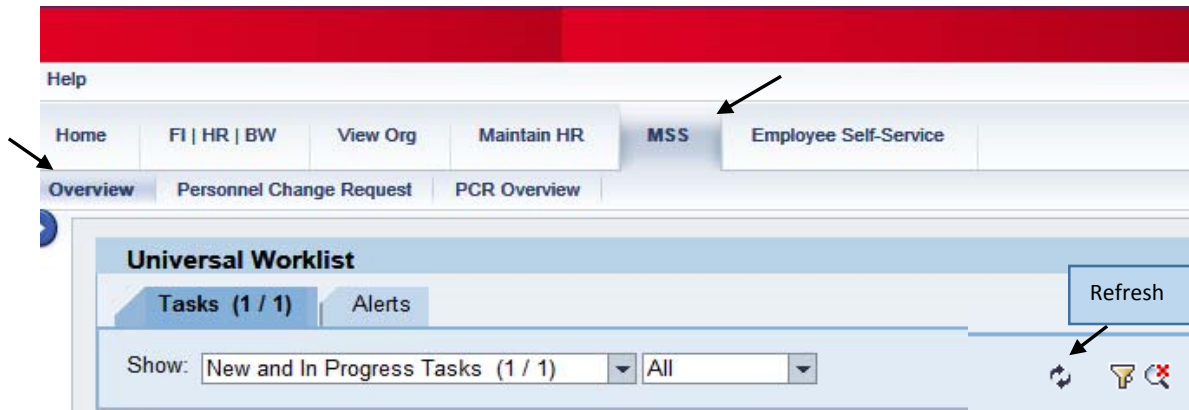 Help
Home FI | HR | BW View Org Maintain HR MSS Employee Self-Service
Overview Personnel Change Request PCR Overview
Universal Worklist
Tasks (1 / 1) Alerts
Refresh
Show: New and In Progress Tasks (1 / 1) All